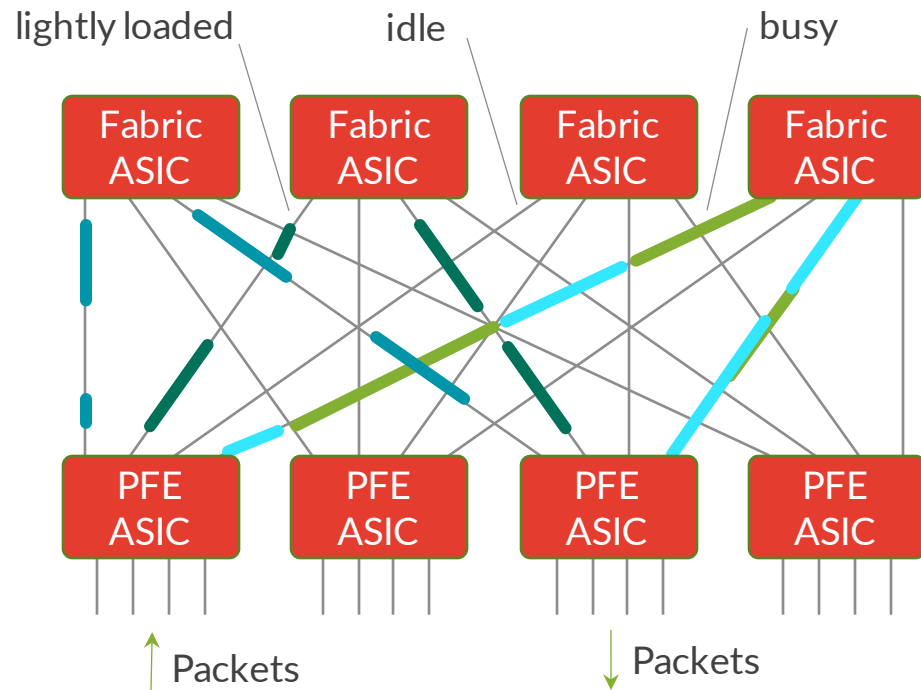 lightly loaded
idle
busy
Fabric
ASIC
Fabric
ASIC
Fabric
ASIC
Fabric
ASIC
PFE
ASIC
PFE
ASIC
PFE
ASIC
PFE
ASIC
Packets
Packets